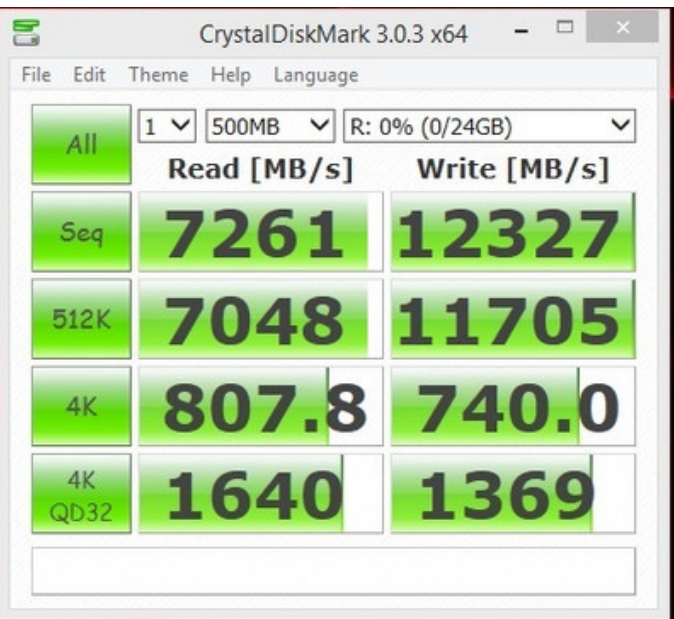 CrystalDiskMark 3.0.3 x64
File Edit Theme Help Language
All 1 500MB R: 0% (0/24GB)
Read [MB/s] Write [MB/s]
Seq 7261 12327
512K 7048 11705
4K 807.8 740.0
4K
QD32 1640 1369